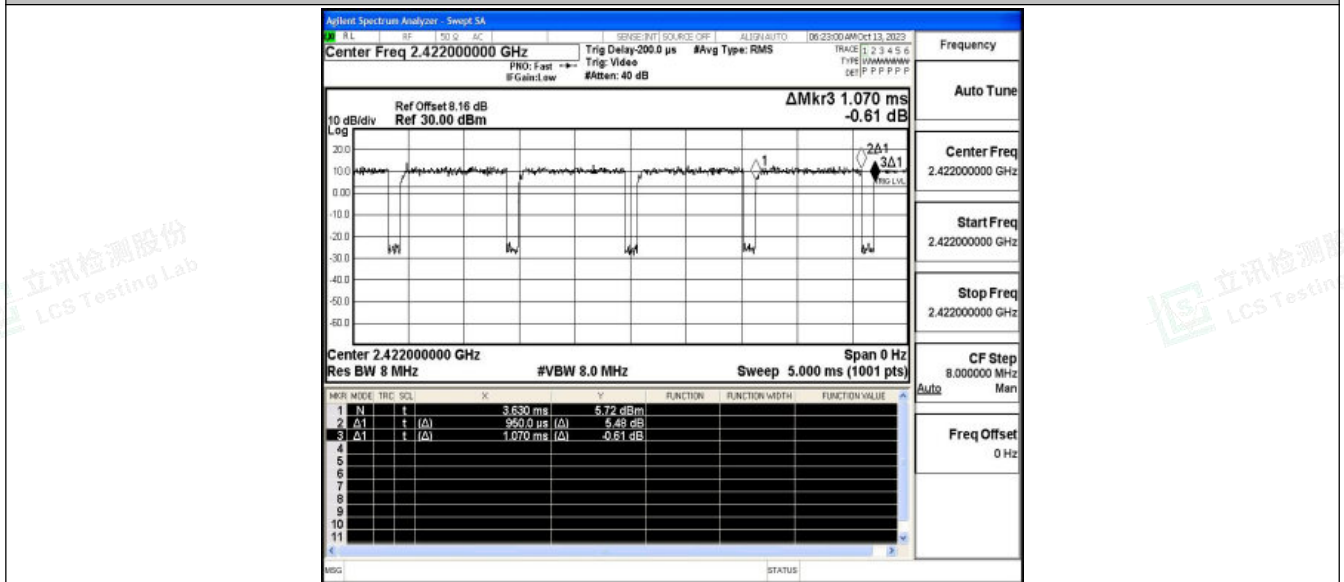 Agilent Spectrum Analyzer - Swept SA
RL RF 50 Ω AC SENSE:INT SOURCE OFF ALIGN AUTO 06:23:00 AM Oct 13, 2023
Center Freq 2.422000000 GHz
PNO: Fast
IFGain:Low
Trig Delay-200.0 µs
Trig: Video
#Atten: 40 dB
#Avg Type: RMS
TRACE 1 2 3 4 5 6
TYPE
DET P P P P P P
Frequency
Auto Tune
Center Freq
2.422000000 GHz
Start Freq
2.422000000 GHz
Stop Freq
2.422000000 GHz
CF Step
8.000000 MHz
Auto Man
Freq Offset
0 Hz
ΔMkr3 1.070 ms
-0.61 dB
Ref Offset 8.16 dB
10 dB/div Ref 30.00 dBm
Log
20.0
10.0
0.00
-10.0
-20.0
-30.0
-40.0
-50.0
-60.0
1
2Δ1
3Δ1
TRIG LVL
Center 2.422000000 GHz Span 0 Hz
Res BW 8 MHz #VBW 8.0 MHz Sweep 5.000 ms (1001 pts)
MKR MODE TRC SCL X Y FUNCTION FUNCTION WIDTH FUNCTION VALUE
1 N t 3.630 ms 5.72 dBm
2 Δ1 t (Δ) 950.0 µs (Δ) 5.48 dB
3 Δ1 t (Δ) 1.070 ms (Δ) -0.61 dB
4
5
6
7
8
9
10
11
MSG STATUS
立讯检测股份
LCS Testing Lab
立讯检测股
LCS Testin